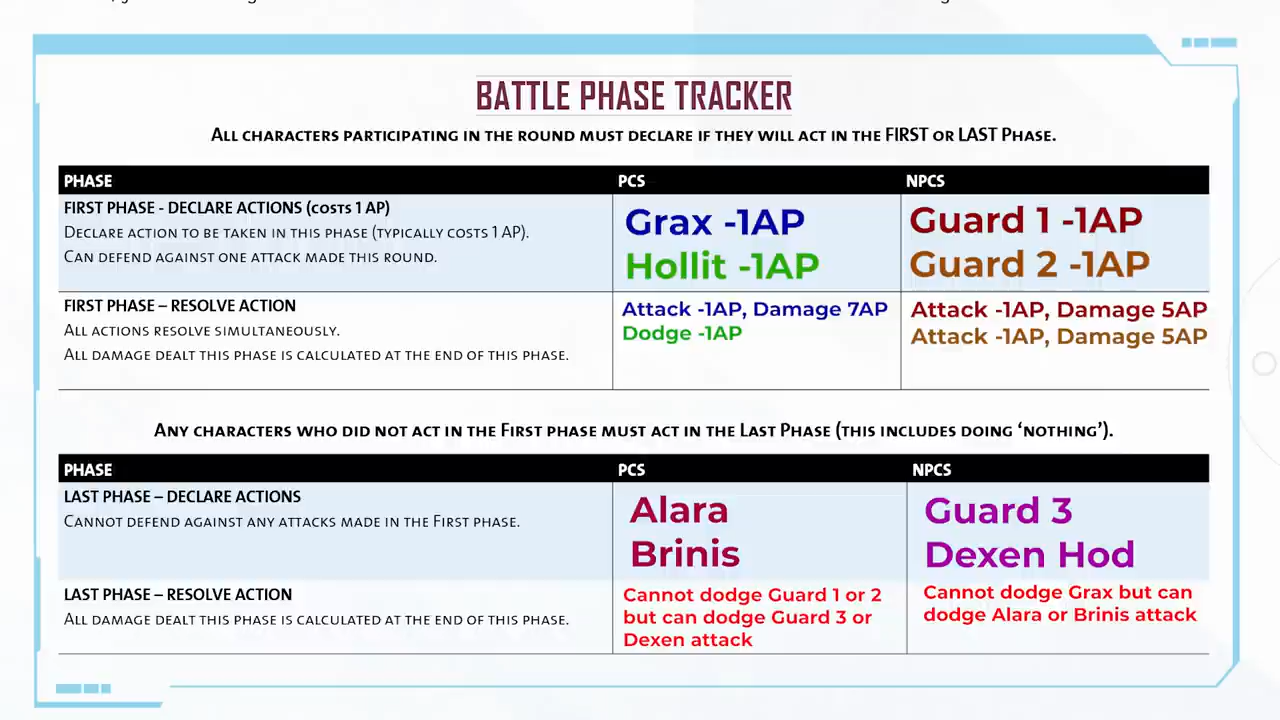 BATTLE PHASE TRACKER
ALL CHARACTERS PARTICIPATING IN THE ROUND MUST DECLARE IF THEY WILL ACT IN THE FIRST OR LAST PHASE.
PHASE PCS NPCS
FIRST PHASE - DECLARE ACTIONS (COSTS 1 AP)
DECLARE ACTION TO BE TAKEN IN THIS PHASE (TYPICALLY COSTS 1 AP).
CAN DEFEND AGAINST ONE ATTACK MADE THIS ROUND.
Grax -1AP
Hollit -1AP
Guard 1 -1AP
Guard 2 -1AP
FIRST PHASE – RESOLVE ACTION
ALL ACTIONS RESOLVE SIMULTANEOUSLY.
ALL DAMAGE DEALT THIS PHASE IS CALCULATED AT THE END OF THIS PHASE.
Attack -1AP, Damage 7AP
Dodge -1AP
Attack -1AP, Damage 5AP
Attack -1AP, Damage 5AP
ANY CHARACTERS WHO DID NOT ACT IN THE FIRST PHASE MUST ACT IN THE LAST PHASE (THIS INCLUDES DOING ‘NOTHING’).
PHASE PCS NPCS
LAST PHASE – DECLARE ACTIONS
CANNOT DEFEND AGAINST ANY ATTACKS MADE IN THE FIRST PHASE.
Alara
Brinis
Guard 3
Dexen Hod
LAST PHASE – RESOLVE ACTION
ALL DAMAGE DEALT THIS PHASE IS CALCULATED AT THE END OF THIS PHASE.
Cannot dodge Guard 1 or 2
but can dodge Guard 3 or
Dexen attack
Cannot dodge Grax but can
dodge Alara or Brinis attack